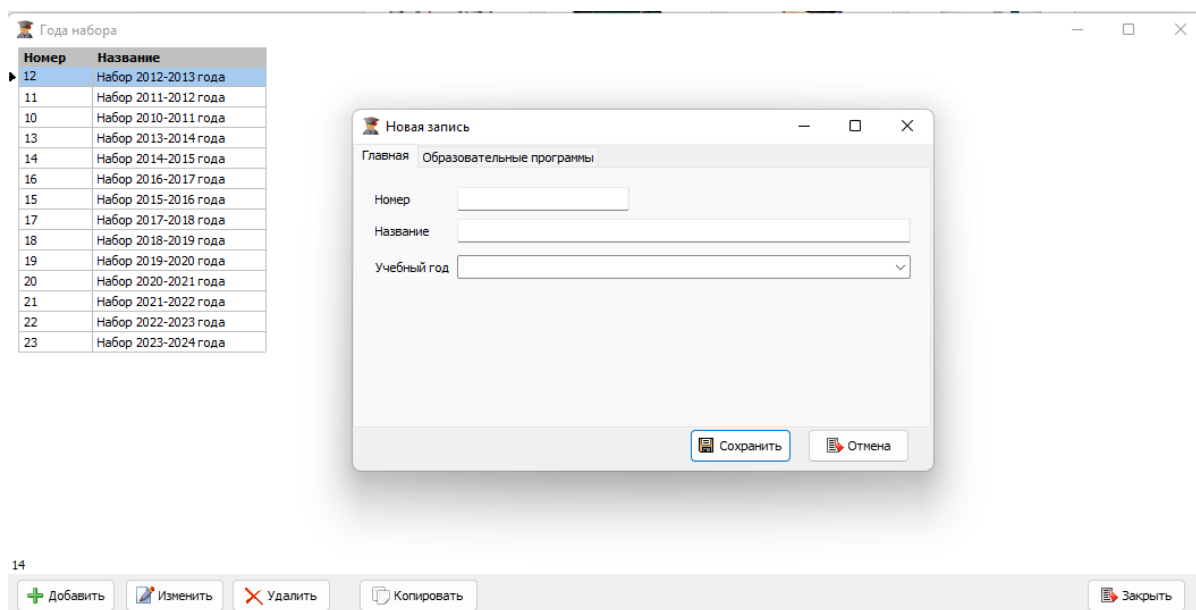 Года набора
Номер Название
12 Набор 2012-2013 года
11 Набор 2011-2012 года
10 Набор 2010-2011 года
13 Набор 2013-2014 года
14 Набор 2014-2015 года
16 Набор 2016-2017 года
15 Набор 2015-2016 года
17 Набор 2017-2018 года
18 Набор 2018-2019 года
19 Набор 2019-2020 года
20 Набор 2020-2021 года
21 Набор 2021-2022 года
22 Набор 2022-2023 года
23 Набор 2023-2024 года
Новая запись
Главная Образовательные программы
Номер
Название
Учебный год
Сохранить Отмена
14
Добавить Изменить Удалить Копировать Закрыть